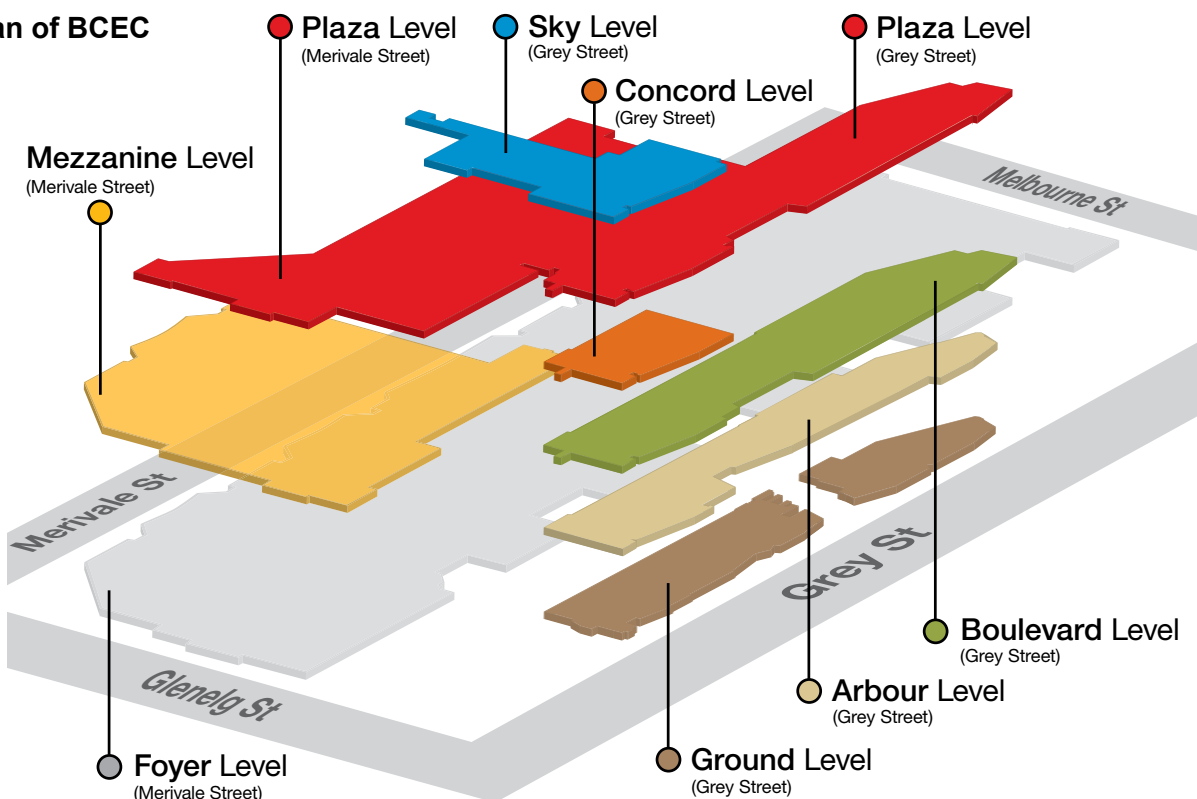 an of BCEC
Plaza Level
(Merivale Street)
Sky Level
(Grey Street)
Plaza Level
(Grey Street)
Concord Level
(Grey Street)
Mezzanine Level
(Merivale Street)
Melbourne St
Merivale St
Grey St
Glenelg St
Boulevard Level
(Grey Street)
Arbour Level
(Grey Street)
Ground Level
(Grey Street)
Foyer Level
(Merivale Street)